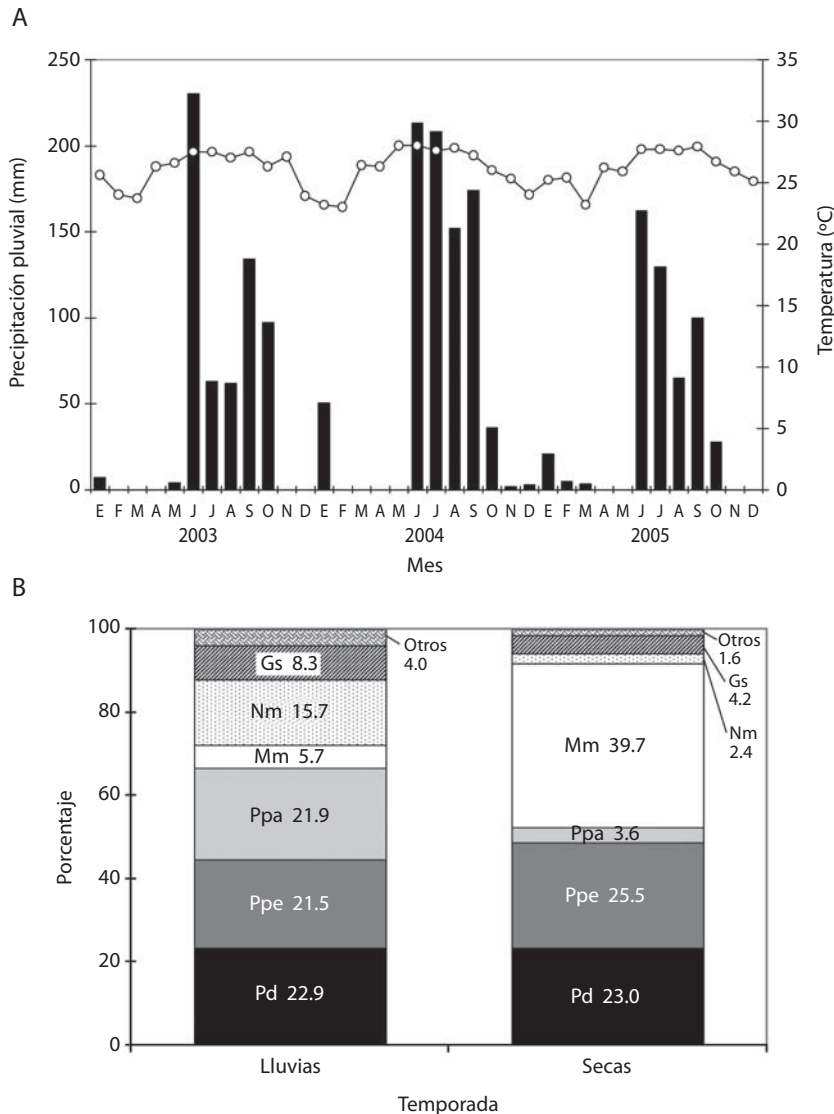 A
250
200
150
100
50
0
Precipitación pluvial (mm)
35
30
25
20
15
10
5
0
Temperatura (ºC)
E F M A M J J A S O N D E F M A M J J A S O N D E F M A M J J A S O N D
2003 2004 2005
Mes
B
100
80
60
40
20
0
Porcentaje
Otros
4.0
Gs 8.3
Nm 15.7
Mm 5.7
Ppa 21.9
Ppe 21.5
Pd 22.9
Otros
1.6
Gs
4.2
Nm
2.4
Mm 39.7
Ppa 3.6
Ppe 25.5
Pd 23.0
Lluvias Secas
Temporada